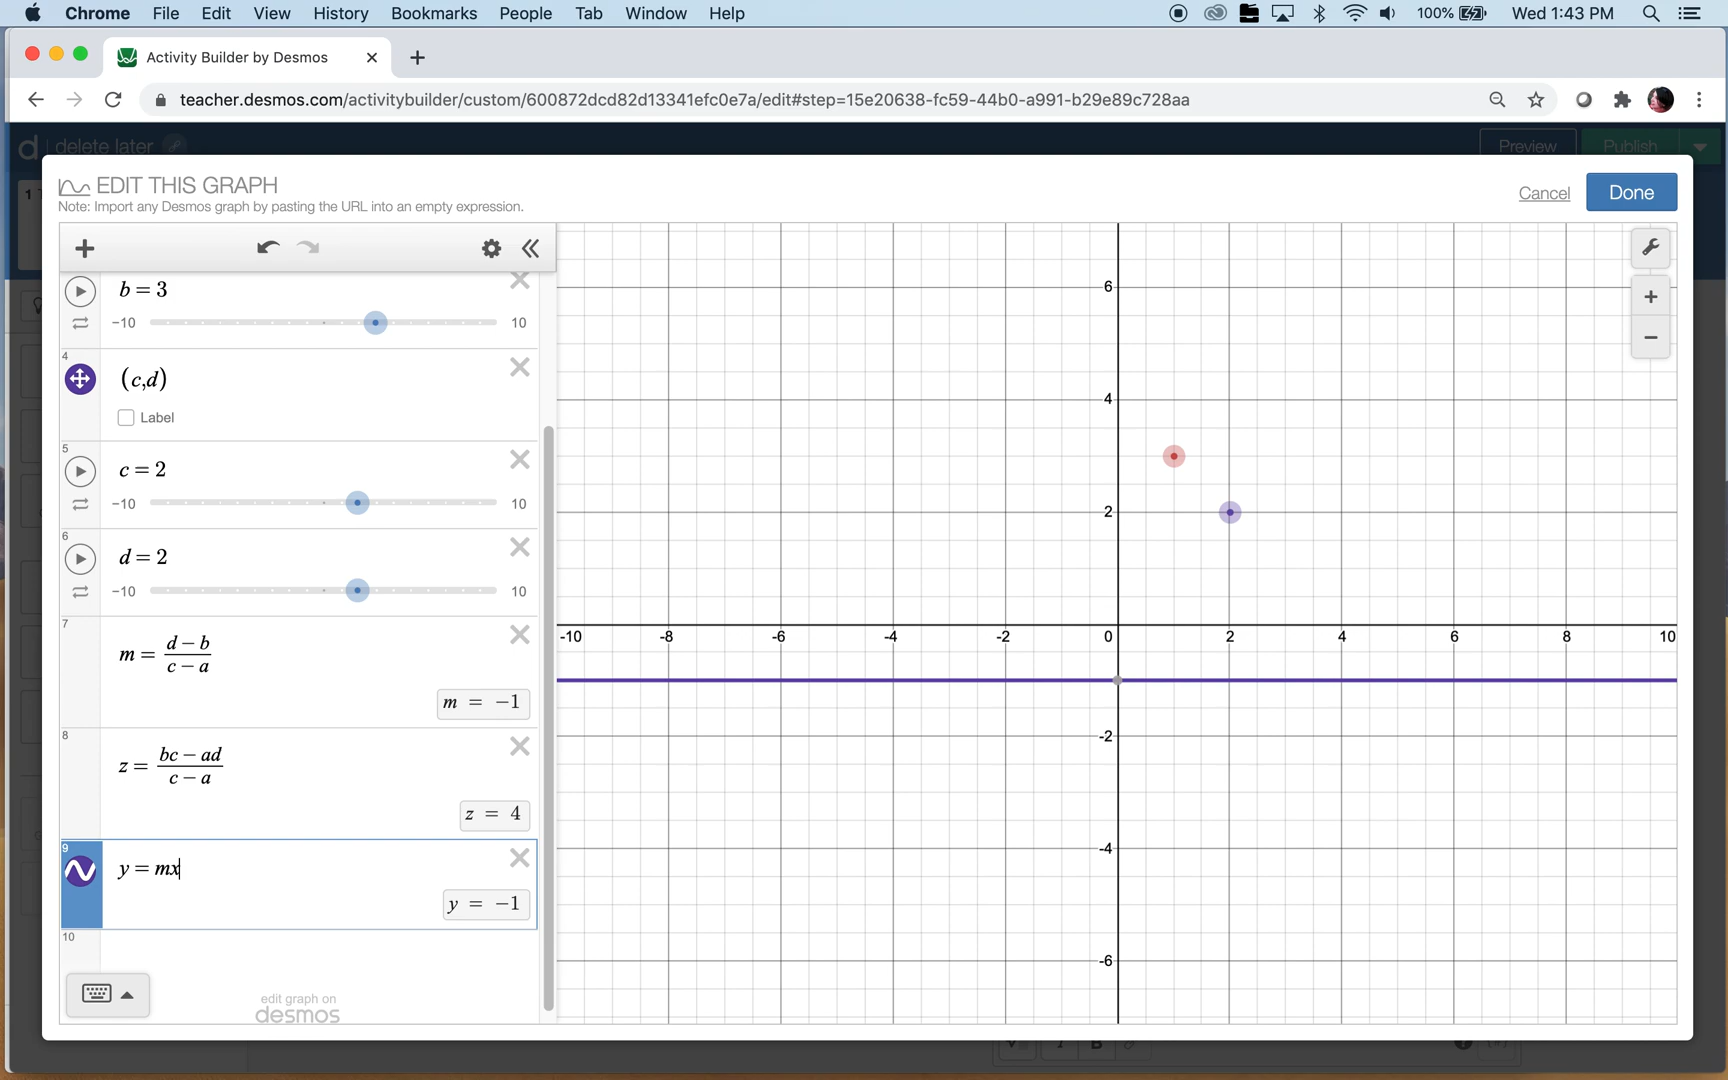 Chrome File Edit View History Bookmarks People Tab Window Help 100% Wed 1:43 PM
Activity Builder by Desmos
teacher.desmos.com/activitybuilder/custom/600872dcd82d13341efc0e7a/edit#step=15e20638-fc59-44b0-a991-b29e89c728aa
d delete later Preview Publish
1
EDIT THIS GRAPH
Note: Import any Desmos graph by pasting the URL into an empty expression.
Cancel Done
b = 3
-10 10
4
(c,d)
Label
5
c = 2
-10 10
6
d = 2
-10 10
7
m = \frac{d - b}{c - a}
m = -1
8
z = \frac{bc - ad}{c - a}
z = 4
9
y = mx
y = -1
10
edit graph on
desmos
6
4
2
-10 -8 -6 -4 -2 0 2 4 6 8 10
-2
-4
-6